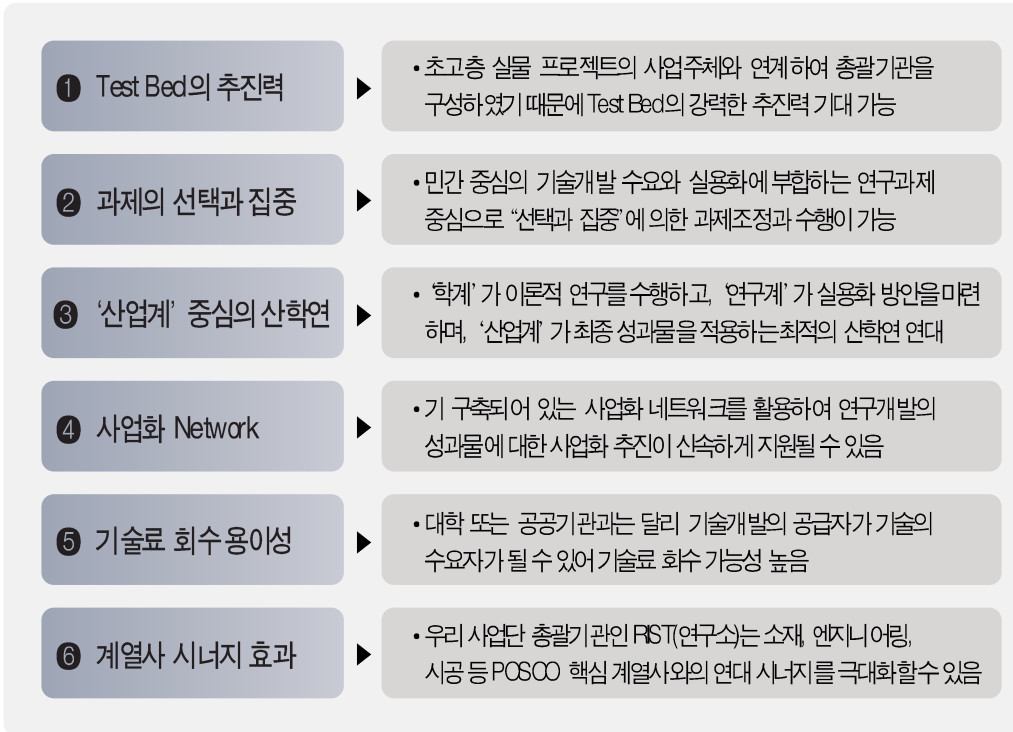 ❶ Test Bed의 추진력
• 초고층 실물 프로젝트의 사업주체와 연계하여 총괄기관을
구성하였기 때문에 Test Bed의 강력한 추진력 기대 가능
❷ 과제의 선택과 집중
• 민간 중심의 기술개발 수요와 실용화에 부합하는 연구과제
중심으로 “선택과 집중”에 의한 과제조정과 수행이 가능
❸ ‘산업계’ 중심의 산학연
• ‘학계’가 이론적 연구를 수행하고, ‘연구계’가 실용화 방안을 마련
하며, ‘산업계’가 최종 성과물을 적용하는 최적의 산학연 연대
❹ 사업화 Network
• 기 구축되어 있는 사업화 네트워크를 활용하여 연구개발의
성과물에 대한 사업화 추진이 신속하게 지원될 수 있음
❺ 기술료 회수 용이성
• 대학 또는 공공기관과는 달리 기술개발의 공급자가 기술의
수요자가 될 수 있어 기술료 회수 가능성 높음
❻ 계열사 시너지 효과
• 우리 사업단 총괄기관인 RIST(연구소)는 소재, 엔지니어링,
시공 등 POSCO 핵심 계열사와의 연대 시너지를 극대화할 수 있음